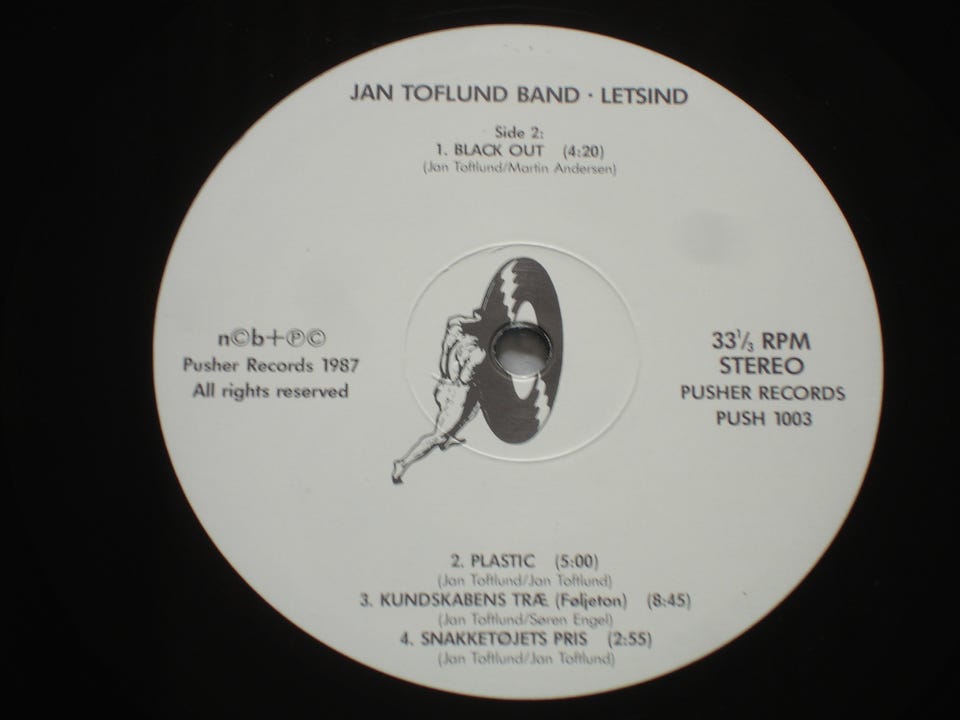 JAN TOFLUND BAND · LETSIND
Side 2:
1. BLACK OUT (4:20)
(Jan Toftlund/Martin Andersen)
n©b+℗©
Pusher Records 1987
All rights reserved
33⅓ RPM
STEREO
PUSHER RECORDS
PUSH 1003
2. PLASTIC (5:00)
(Jan Toftlund/Jan Toftlund)
3. KUNDSKABENS TRÆ (Føljeton) (8:45)
(Jan Toftlund/Søren Engel)
4. SNAKKETØJETS PRIS (2:55)
(Jan Toftlund/Jan Toftlund)